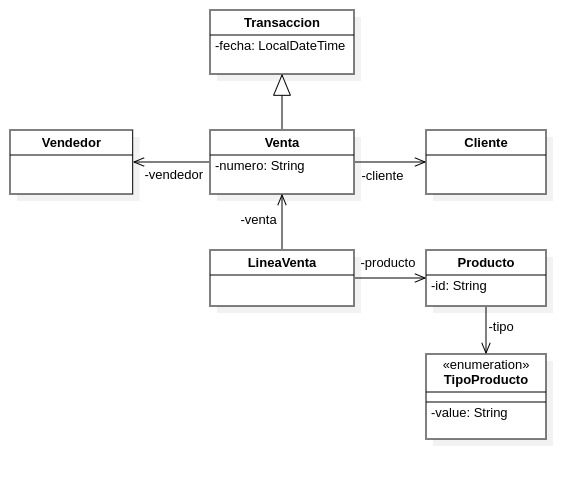 Transaccion
-fecha: LocalDateTime
Vendedor
Venta
-numero: String
Cliente
-vendedor
-cliente
-venta
LineaVenta
-producto
Producto
-id: String
-tipo
«enumeration»
TipoProducto
-value: String